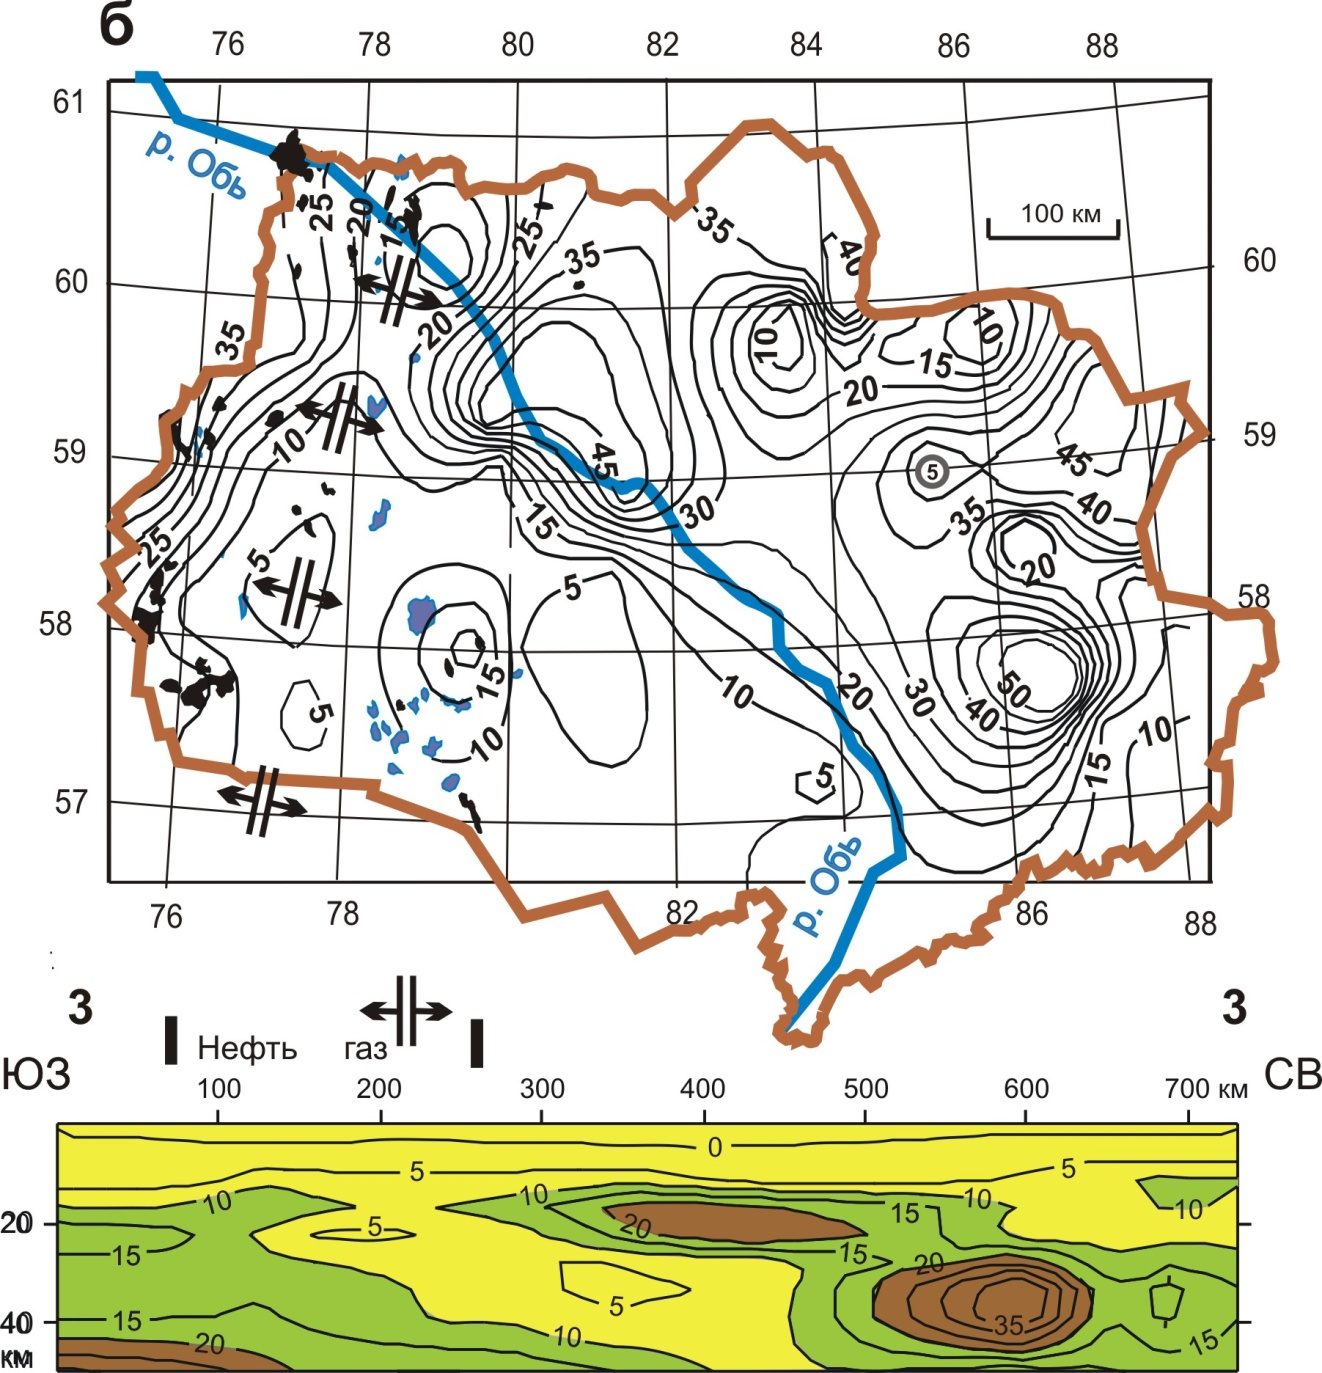 б
76 78 80 82 84 86 88
61
р. Обь
25 20 15 25 35 35 40
100 км
60 60
35 20 10 10 15 20
59 59
10 45 45 30 5 35 40
25 15 5 5 20
58 58
15 10 10 20 30 40 50 10
5 5 15
57
р. Обь
76 78 82 86 88
З З
Нефть газ
ЮЗ СВ
100 200 300 400 500 600 700 км
0
5 5
10 10 10 10
20 5 20 15
15 15 20
5
40 15 10 35 15
км 20